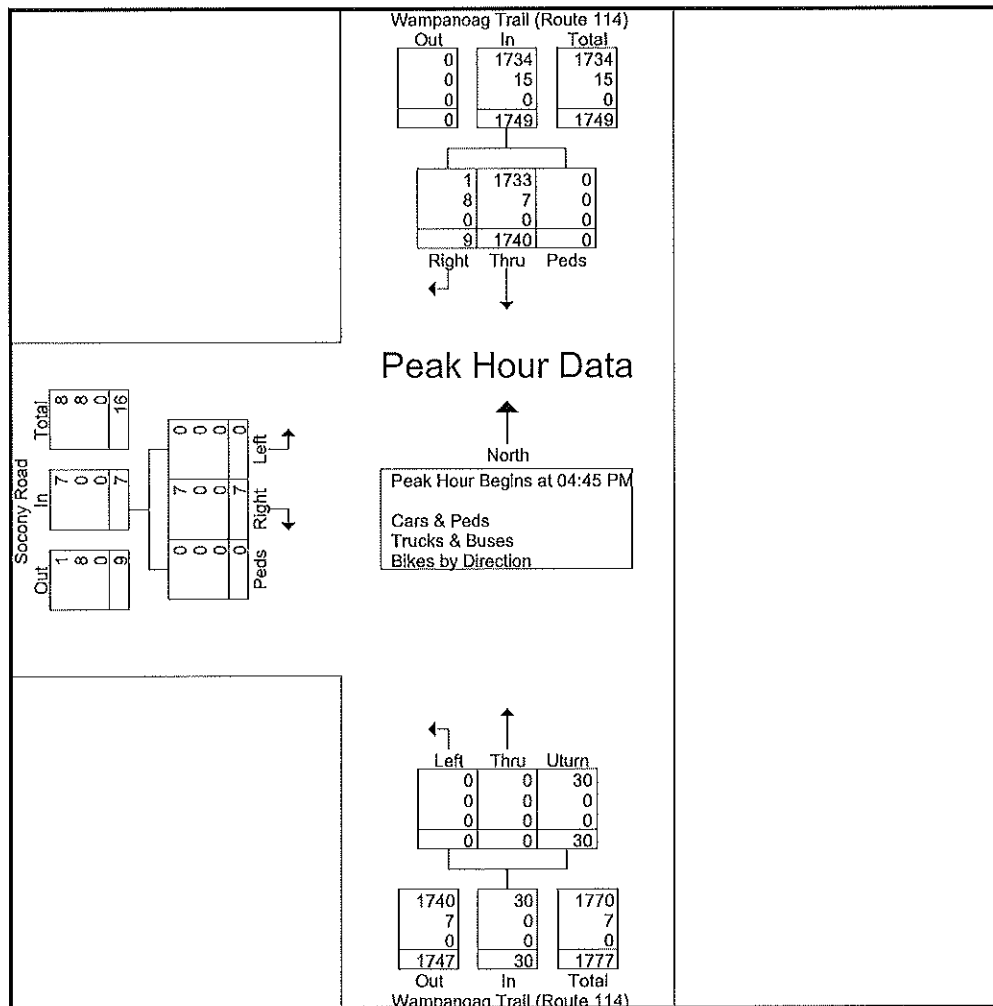 Wampanoag Trail (Route 114)
Out In Total
0 1734 1734
0 15 15
0 0 0
0 1749 1749
1 1733 0
8 7 0
0 0 0
9 1740 0
Right Thru Peds
Peak Hour Data
North
Peak Hour Begins at 04:45 PM
Cars & Peds
Trucks & Buses
Bikes by Direction
Socony Road
Out In Total
1 7 8
8 0 8
0 0 0
9 7 16
0 7 0
0 0 0
0 0 0
0 7 0
Peds Right Left
Left Thru Uturn
0 0 30
0 0 0
0 0 0
0 0 30
1740 30 1770
7 0 7
0 0 0
1747 30 1777
Out In Total
Wampanoag Trail (Route 114)